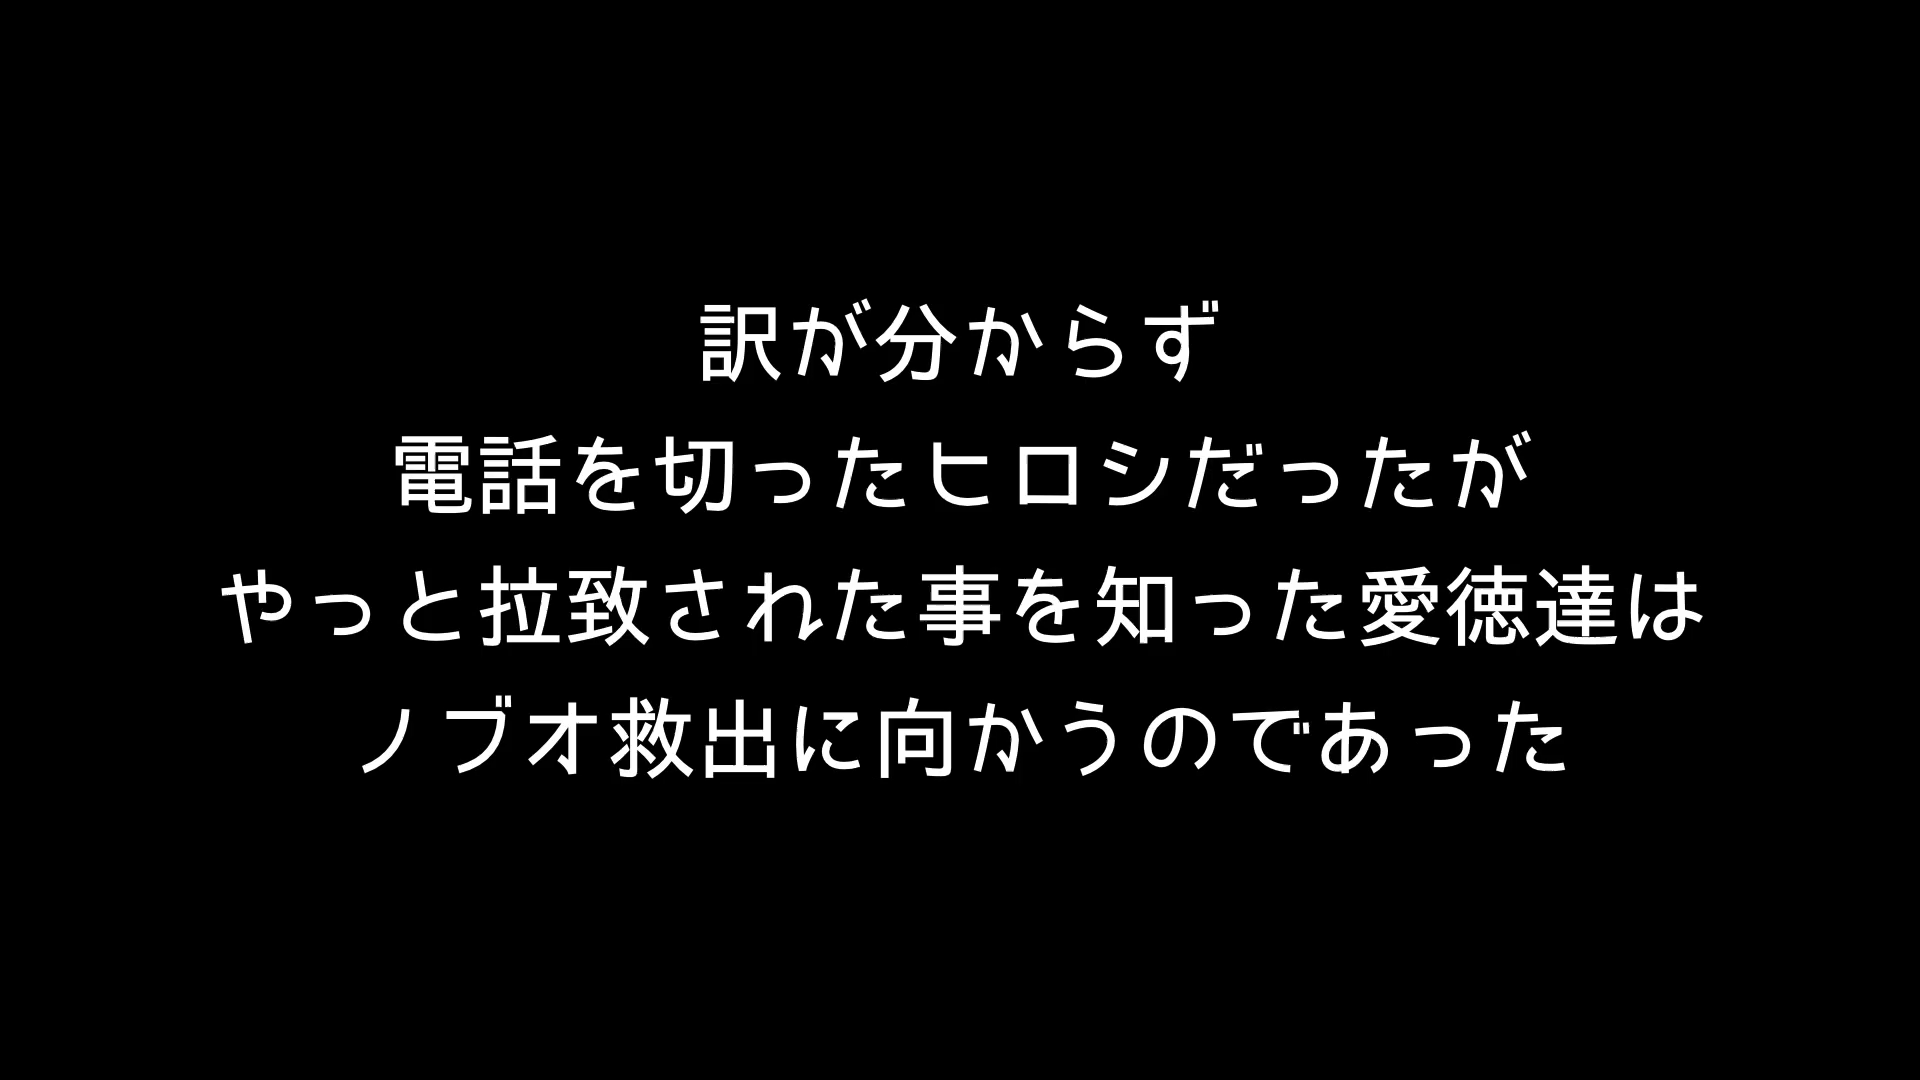 訳が分からず
電話を切ったヒロシだったが
やっと拉致された事を知った愛徳達は
ノブオ救出に向かうのであった